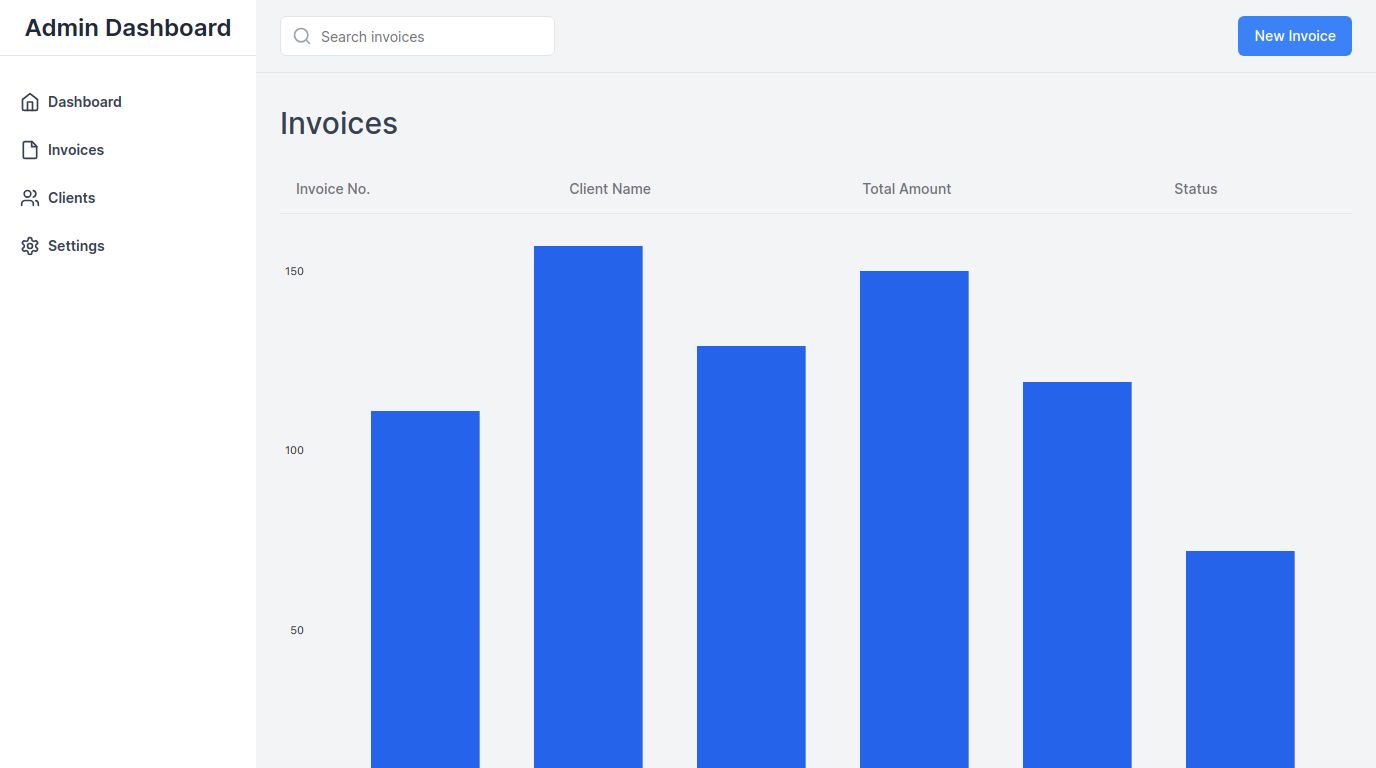 Admin Dashboard
Search invoices
New Invoice
Dashboard
Invoices
Clients
Settings
Invoices
Invoice No.
Client Name
Total Amount
Status
150
100
50